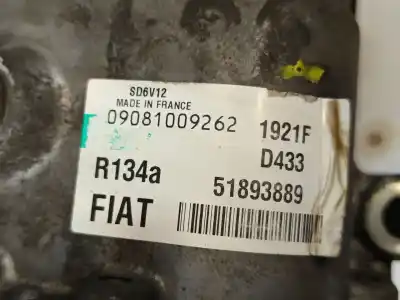 SD6V12
MADE IN FRANCE
09081009262 1921F
D433
R134a 51893889
FIAT